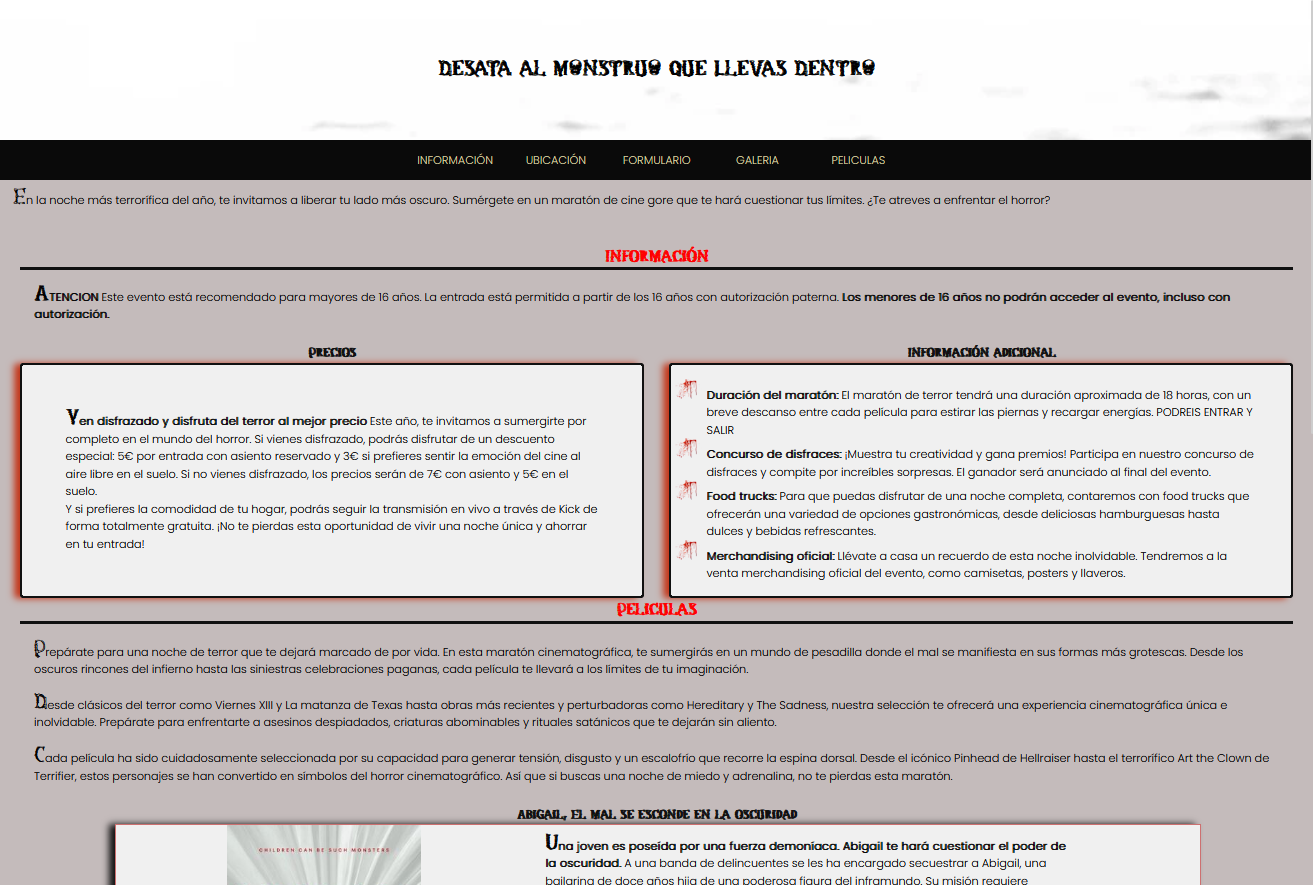 DESATA AL MONSTRUO QUE LLEVAS DENTRO
INFORMACIÓN UBICACIÓN FORMULARIO GALERIA PELICULAS
En la noche más terrorífica del año, te invitamos a liberar tu lado más oscuro. Sumérgete en un maratón de cine gore que te hará cuestionar tus límites. ¿Te atreves a enfrentar el horror?
INFORMACIÓN
ATENCION Este evento está recomendado para mayores de 16 años. La entrada está permitida a partir de los 16 años con autorización paterna. Los menores de 16 años no podrán acceder al evento, incluso con
autorización.
PRECIOS
Ven disfrazado y disfruta del terror al mejor precio Este año, te invitamos a sumergirte por
completo en el mundo del horror. Si vienes disfrazado, podrás disfrutar de un descuento
especial: 5€ por entrada con asiento reservado y 3€ si prefieres sentir la emoción del cine al
aire libre en el suelo. Si no vienes disfrazado, los precios serán de 7€ con asiento y 5€ en el
suelo.
Y si prefieres la comodidad de tu hogar, podrás seguir la transmisión en vivo a través de Kick de
forma totalmente gratuita. ¡No te pierdas esta oportunidad de vivir una noche única y ahorrar
en tu entrada!
INFORMACIÓN ADICIONAL
Duración del maratón: El maratón de terror tendrá una duración aproximada de 18 horas, con un
breve descanso entre cada película para estirar las piernas y recargar energías. PODREIS ENTRAR Y
SALIR
Concurso de disfraces: ¡Muestra tu creatividad y gana premios! Participa en nuestro concurso de
disfraces y compite por increíbles sorpresas. El ganador será anunciado al final del evento.
Food trucks: Para que puedas disfrutar de una noche completa, contaremos con food trucks que
ofrecerán una variedad de opciones gastronómicas, desde deliciosas hamburguesas hasta
dulces y bebidas refrescantes.
Merchandising oficial: Llévate a casa un recuerdo de esta noche inolvidable. Tendremos a la
venta merchandising oficial del evento, como camisetas, posters y llaveros.
PELICULAS
Prepárate para una noche de terror que te dejará marcado de por vida. En esta maratón cinematográfica, te sumergirás en un mundo de pesadilla donde el mal se manifiesta en sus formas más grotescas. Desde los
oscuros rincones del infierno hasta las siniestras celebraciones paganas, cada película te llevará a los límites de tu imaginación.
Desde clásicos del terror como Viernes XIII y La matanza de Texas hasta obras más recientes y perturbadoras como Hereditary y The Sadness, nuestra selección te ofrecerá una experiencia cinematográfica única e
inolvidable. Prepárate para enfrentarte a asesinos despiadados, criaturas abominables y rituales satánicos que te dejarán sin aliento.
Cada película ha sido cuidadosamente seleccionada por su capacidad para generar tensión, disgusto y un escalofrío que recorre la espina dorsal. Desde el icónico Pinhead de Hellraiser hasta el terrorífico Art the Clown de
Terrifier, estos personajes se han convertido en símbolos del horror cinematográfico. Así que si buscas una noche de miedo y adrenalina, no te pierdas esta maratón.
ABIGAIL, EL MAL SE ESCONDE EN LA OSCURIDAD
CHILDREN CAN BE SUCH MONSTERS
Una joven es poseída por una fuerza demoníaca. Abigail te hará cuestionar el poder de
la oscuridad. A una banda de delincuentes se les ha encargado secuestrar a Abigail, una
bailarina de doce años hija de una poderosa figura del inframundo. Su misión requiere